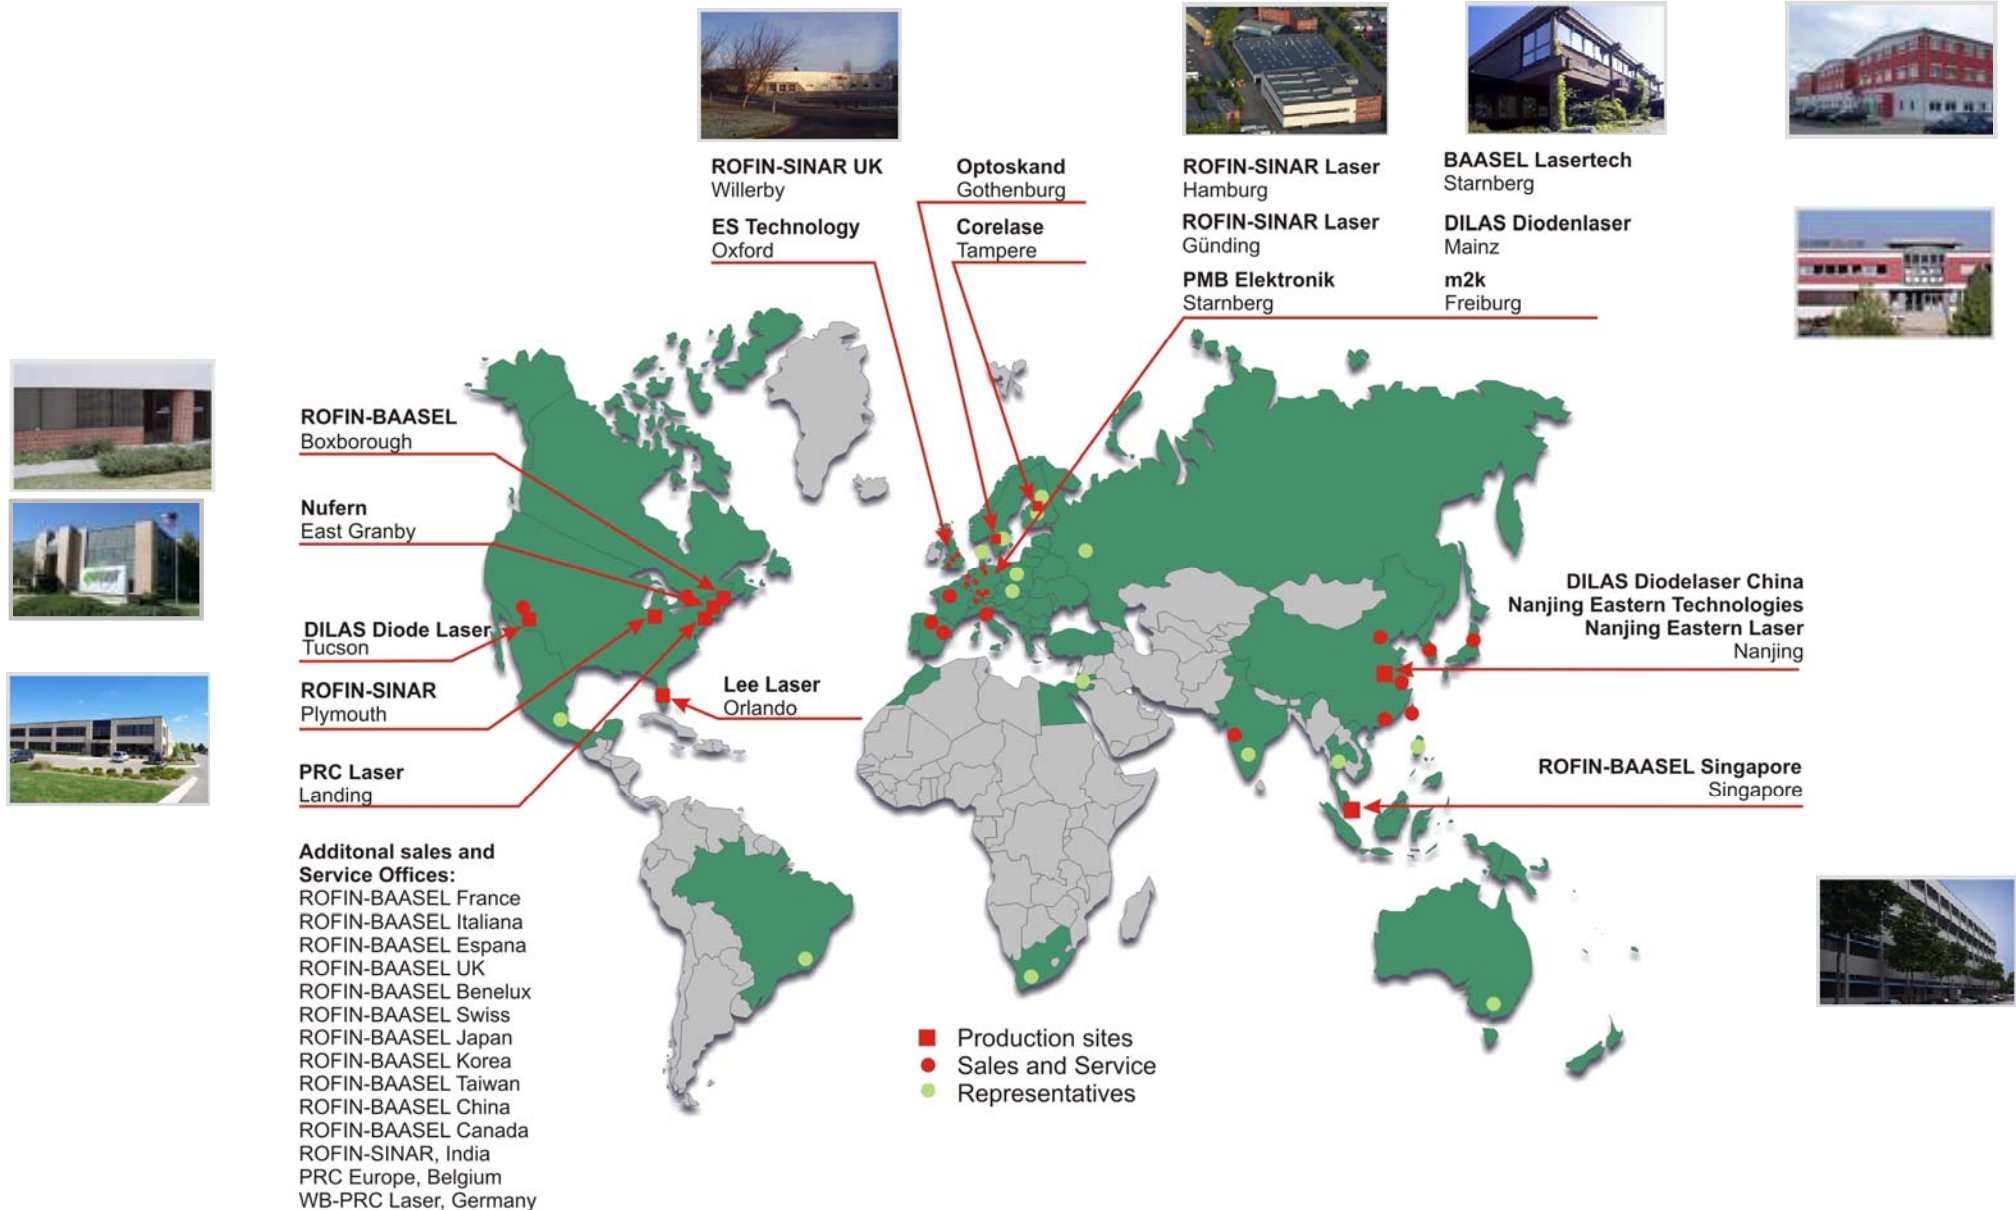 ROFIN-SINAR UK
Willerby
ES Technology
Oxford
Optoskand
Gothenburg
Corelase
Tampere
ROFIN-SINAR Laser
Hamburg
ROFIN-SINAR Laser
Günding
PMB Elektronik
Starnberg
BAASEL Lasertech
Starnberg
DILAS Diodenlaser
Mainz
m2k
Freiburg
ROFIN-BAASEL
Boxborough
Nufern
East Granby
DILAS Diode Laser
Tucson
ROFIN-SINAR
Plymouth
Lee Laser
Orlando
PRC Laser
Landing
DILAS Diodelaser China
Nanjing Eastern Technologies
Nanjing Eastern Laser
Nanjing
ROFIN-BAASEL Singapore
Singapore
Additonal sales and
Service Offices:
ROFIN-BAASEL France
ROFIN-BAASEL Italiana
ROFIN-BAASEL Espana
ROFIN-BAASEL UK
ROFIN-BAASEL Benelux
ROFIN-BAASEL Swiss
ROFIN-BAASEL Japan
ROFIN-BAASEL Korea
ROFIN-BAASEL Taiwan
ROFIN-BAASEL China
ROFIN-BAASEL Canada
ROFIN-SINAR, India
PRC Europe, Belgium
WB-PRC Laser, Germany
Production sites
Sales and Service
Representatives